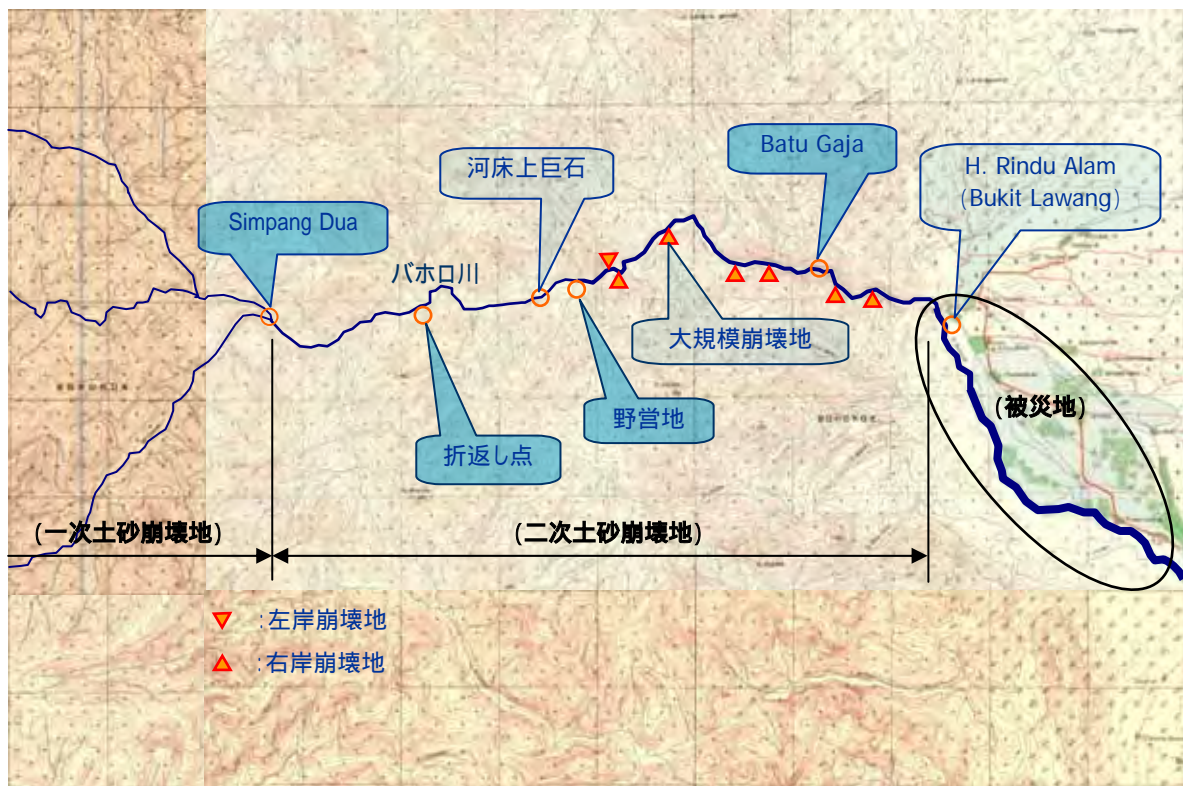 Batu Gaja
H. Rindu Alam
(Bukit Lawang)
河床上巨石
Simpang Dua
バホロ川
大規模崩壊地
(被災地)
野営地
折返し点
(一次土砂崩壊地)
(二次土砂崩壊地)
:左岸崩壊地
:右岸崩壊地